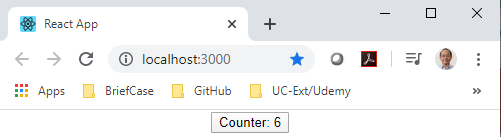 React App
localhost:3000
Apps BriefCase GitHub UC-Ext/Udemy »
Counter: 6